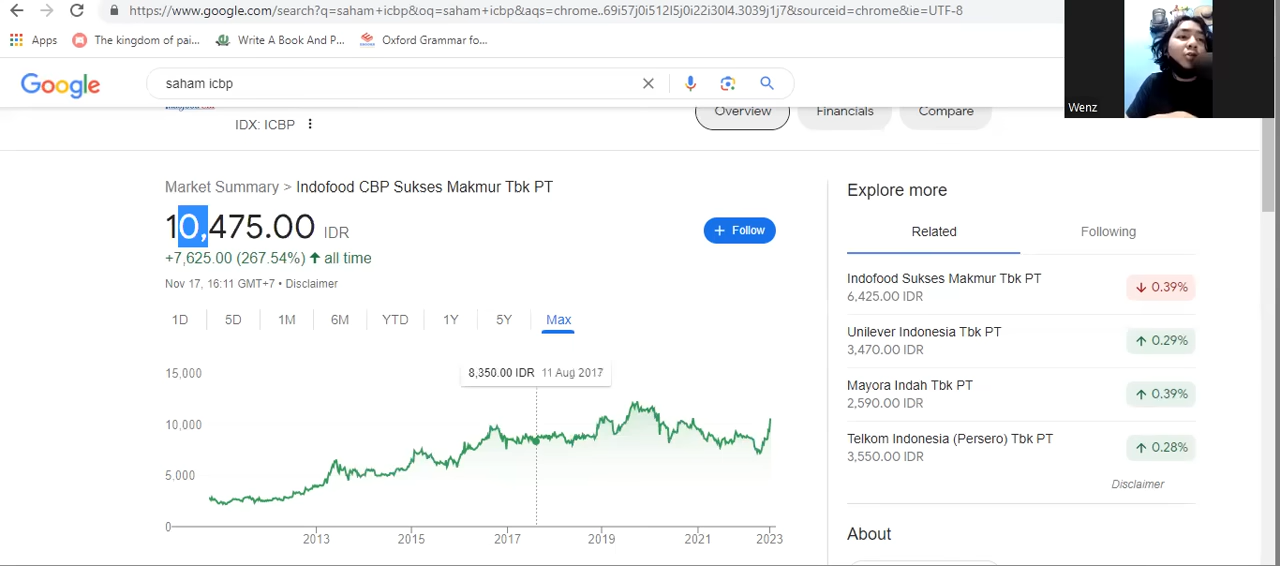 https://www.google.com/search?q=saham+icbp&oq=saham+icbp&aqs=chrome..69i57j0i512l5j0i22i30l4.3039j1j7&sourceid=chrome&ie=UTF-8
Apps The kingdom of pai... Write A Book And P... Oxford Grammar fo...
Google saham icbp
Wenz
IDX: ICBP
Overview Financials Compare
Market Summary > Indofood CBP Sukses Makmur Tbk PT
10,475.00 IDR
+ Follow
+7,625.00 (267.54%) ↑ all time
Nov 17, 16:11 GMT+7 • Disclaimer
1D 5D 1M 6M YTD 1Y 5Y Max
8,350.00 IDR 11 Aug 2017
15,000
10,000
5,000
0
2013 2015 2017 2019 2021 2023
Explore more
Related Following
Indofood Sukses Makmur Tbk PT
6,425.00 IDR
↓ 0.39%
Unilever Indonesia Tbk PT
3,470.00 IDR
↑ 0.29%
Mayora Indah Tbk PT
2,590.00 IDR
↑ 0.39%
Telkom Indonesia (Persero) Tbk PT
3,550.00 IDR
↑ 0.28%
Disclaimer
About